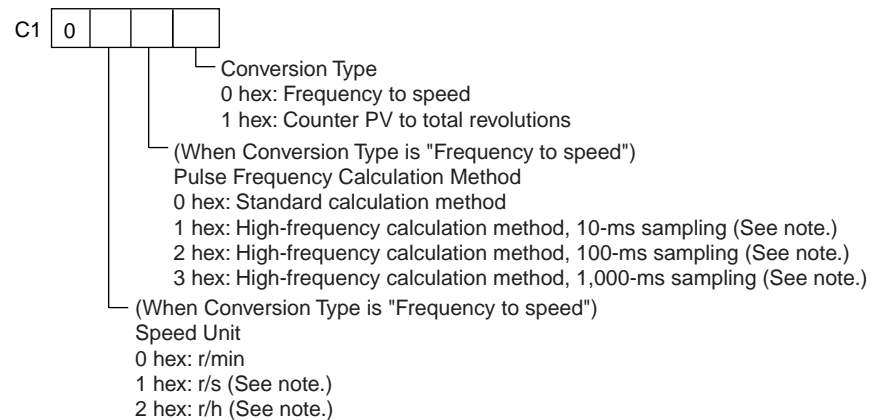 C1 0
Conversion Type
0 hex: Frequency to speed
1 hex: Counter PV to total revolutions
(When Conversion Type is "Frequency to speed")
Pulse Frequency Calculation Method
0 hex: Standard calculation method
1 hex: High-frequency calculation method, 10-ms sampling (See note.)
2 hex: High-frequency calculation method, 100-ms sampling (See note.)
3 hex: High-frequency calculation method, 1,000-ms sampling (See note.)
(When Conversion Type is "Frequency to speed")
Speed Unit
0 hex: r/min
1 hex: r/s (See note.)
2 hex: r/h (See note.)